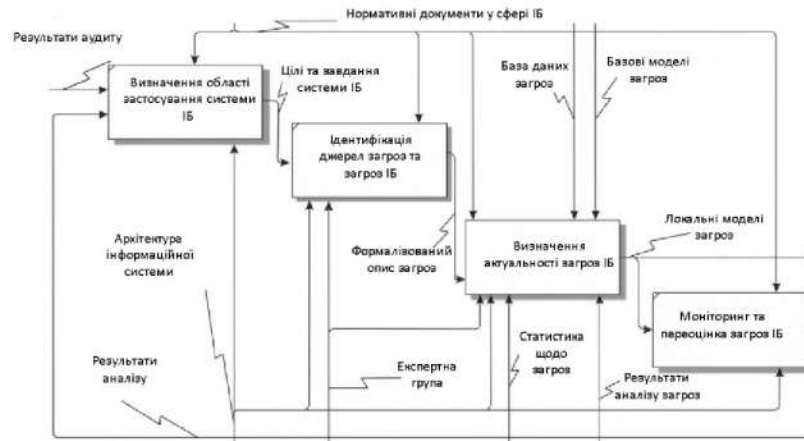 Нормативні документи у сфері ІБ
Результати аудиту
Визначення області
застосування системи
ІБ
Цілі та завдання
системи ІБ
База даних
загроз
Базові моделі
загроз
Ідентифікація
джерел загроз та
загроз ІБ
Архітектура
інформаційної
системи
Формалізований
опис загроз
Визначення
актуальності загроз ІБ
Локальні моделі
загроз
Моніторинг та
переоцінка загроз ІБ
Результати
аналізу
Експертна
група
Статистика
щодо
загроз
Результати
аналізу загроз